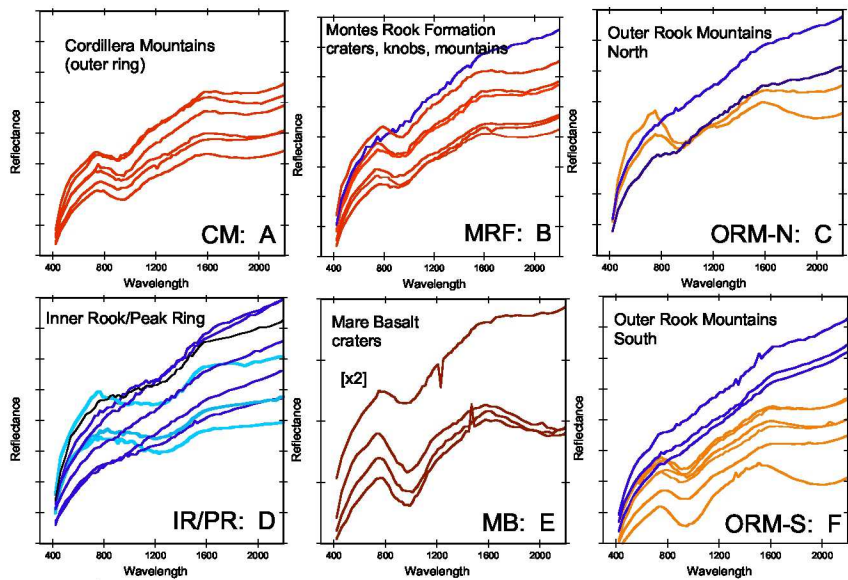 Cordillera Mountains
(outer ring)
Reflectance
CM: A
400 800 1200 1600 2000
Wavelength
Montes Rook Formation
craters, knobs, mountains
Reflectance
MRF: B
400 800 1200 1600 2000
Wavelength
Outer Rook Mountains
North
Reflectance
ORM-N: C
400 800 1200 1600 2000
Wavelength
Inner Rook/Peak Ring
Reflectance
IR/PR: D
400 800 1200 1600 2000
Wavelength
Mare Basalt
craters
[x2]
Reflectance
MB: E
400 800 1200 1600 2000
Wavelength
Outer Rook Mountains
South
Reflectance
ORM-S: F
400 800 1200 1600 2000
Wavelength